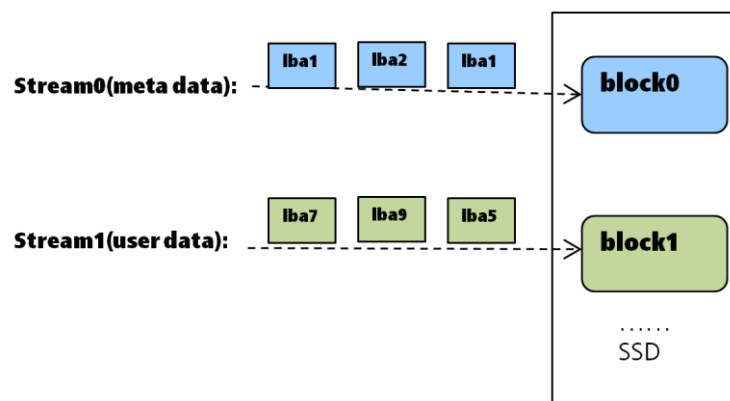 lba1 lba2 lba1
Stream0(meta data):
block0
lba7 lba9 lba5
Stream1(user data):
block1
......
SSD